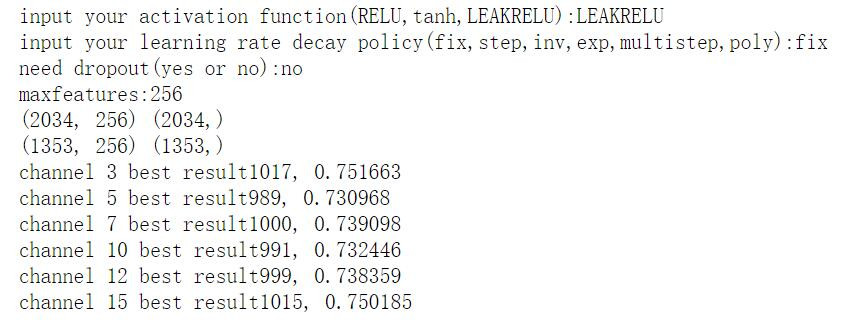 input your activation function(RELU,tanh,LEAKRELU):LEAKRELU
input your learning rate decay policy(fix,step,inv,exp,multistep,poly):fix
need dropout(yes or no):no
maxfeatures:256
(2034, 256) (2034,)
(1353, 256) (1353,)
channel 3 best result1017, 0.751663
channel 5 best result989, 0.730968
channel 7 best result1000, 0.739098
channel 10 best result991, 0.732446
channel 12 best result999, 0.738359
channel 15 best result1015, 0.750185